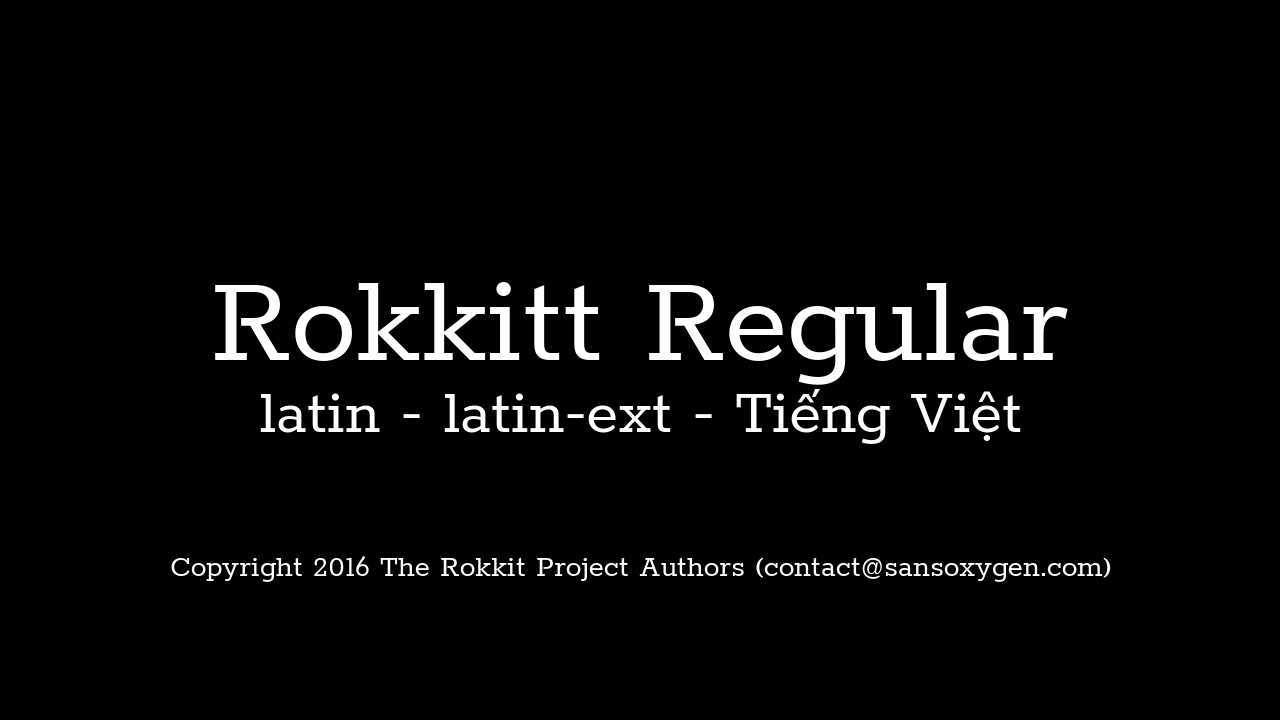 Rokkitt Regular
latin - latin-ext - Tiếng Việt
Copyright 2016 The Rokkit Project Authors (contact@sansoxygen.com)